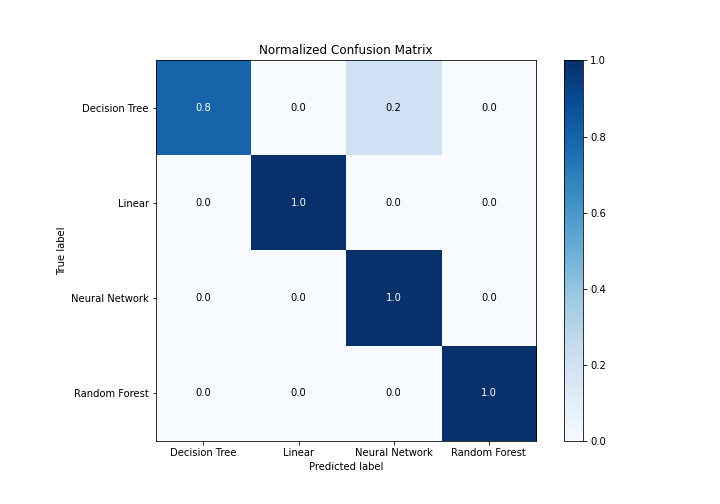 Normalized Confusion Matrix
1.0
Decision Tree 0.8 0.0 0.2 0.0
0.8
Linear 0.0 1.0 0.0 0.0
0.6
True label
0.4
Neural Network 0.0 0.0 1.0 0.0
0.2
Random Forest 0.0 0.0 0.0 1.0
0.0
Decision Tree Linear Neural Network Random Forest
Predicted label